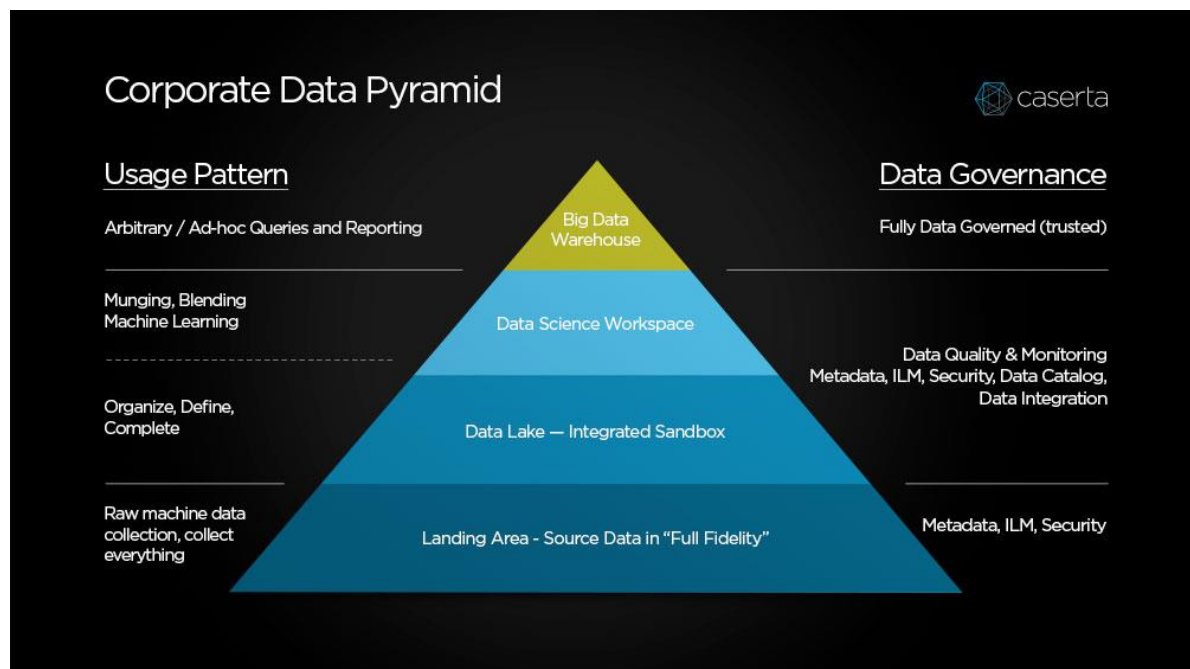 Corporate Data Pyramid
caserta
Usage Pattern
Data Governance
Arbitrary / Ad-hoc Queries and Reporting
Big Data
Warehouse
Fully Data Governed (trusted)
Munging, Blending
Machine Learning
Data Science Workspace
Data Quality & Monitoring
Metadata, ILM, Security, Data Catalog,
Data Integration
Organize, Define,
Complete
Data Lake — Integrated Sandbox
Raw machine data
collection, collect
everything
Landing Area - Source Data in “Full Fidelity”
Metadata, ILM, Security